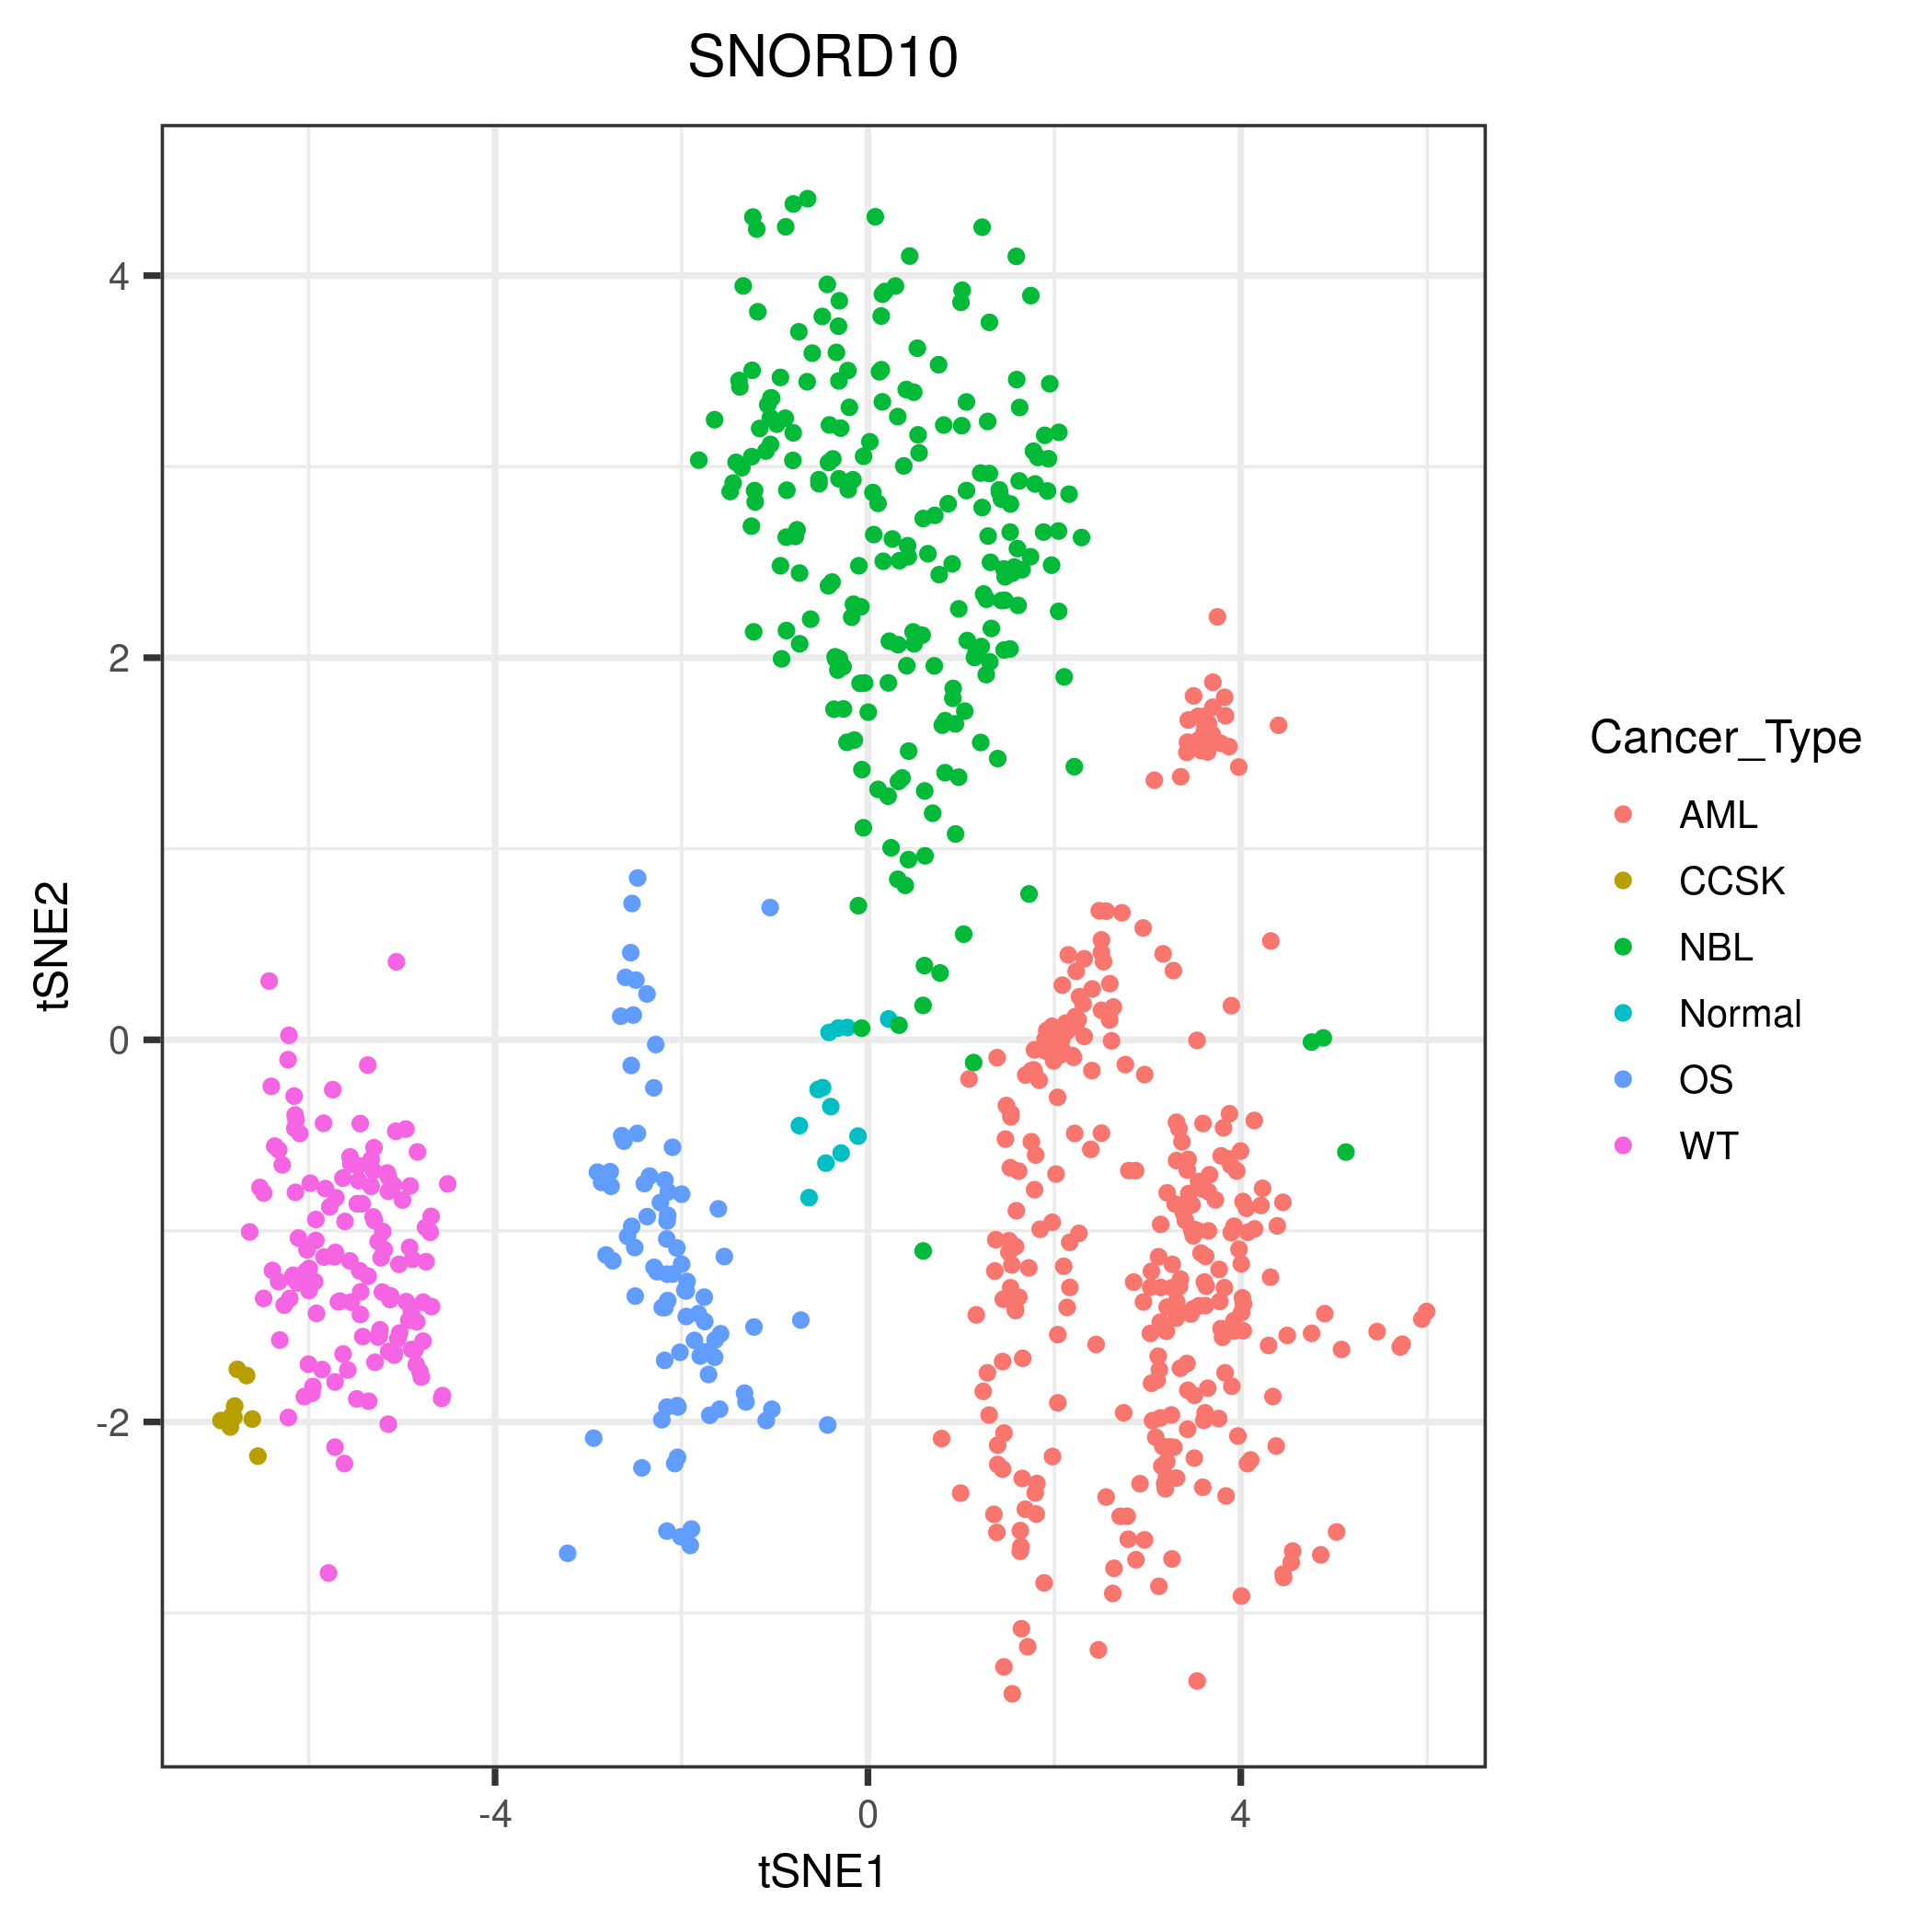 SNORD10
4
2
0
-2
tSNE2
-4
0
4
tSNE1
Cancer_Type
AML
CCSK
NBL
Normal
OS
WT